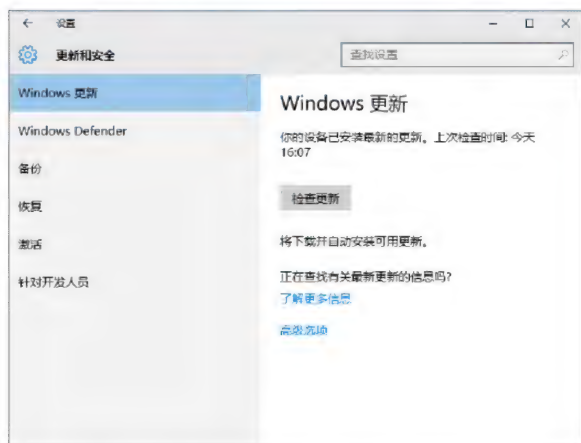 设置
更新和安全
查找设置
Windows 更新
Windows Defender
备份
恢复
激活
针对开发人员
Windows 更新
你的设备已安装最新的更新。上次检查时间: 今天
16:07
检查更新
将下载并自动安装可用更新。
正在查找有关最新更新的信息吗?
了解更多信息
高级选项